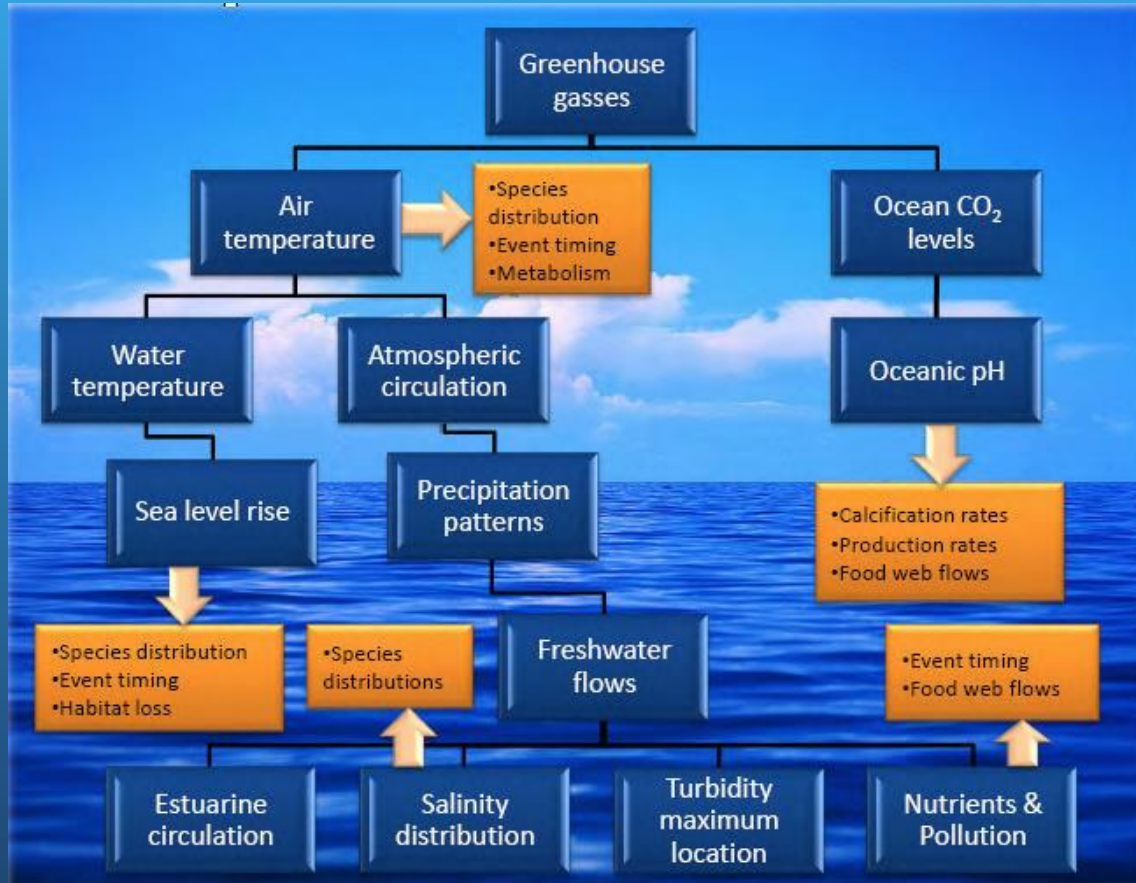 Greenhouse
gasses
Air
temperature
•Species
distribution
•Event timing
•Metabolism
Ocean CO₂
levels
Water
temperature
Atmospheric
circulation
Oceanic pH
Sea level rise
Precipitation
patterns
•Calcification rates
•Production rates
•Food web flows
•Species distribution
•Event timing
•Habitat loss
•Species
distributions
Freshwater
flows
•Event timing
•Food web flows
Estuarine
circulation
Salinity
distribution
Turbidity
maximum
location
Nutrients &
Pollution